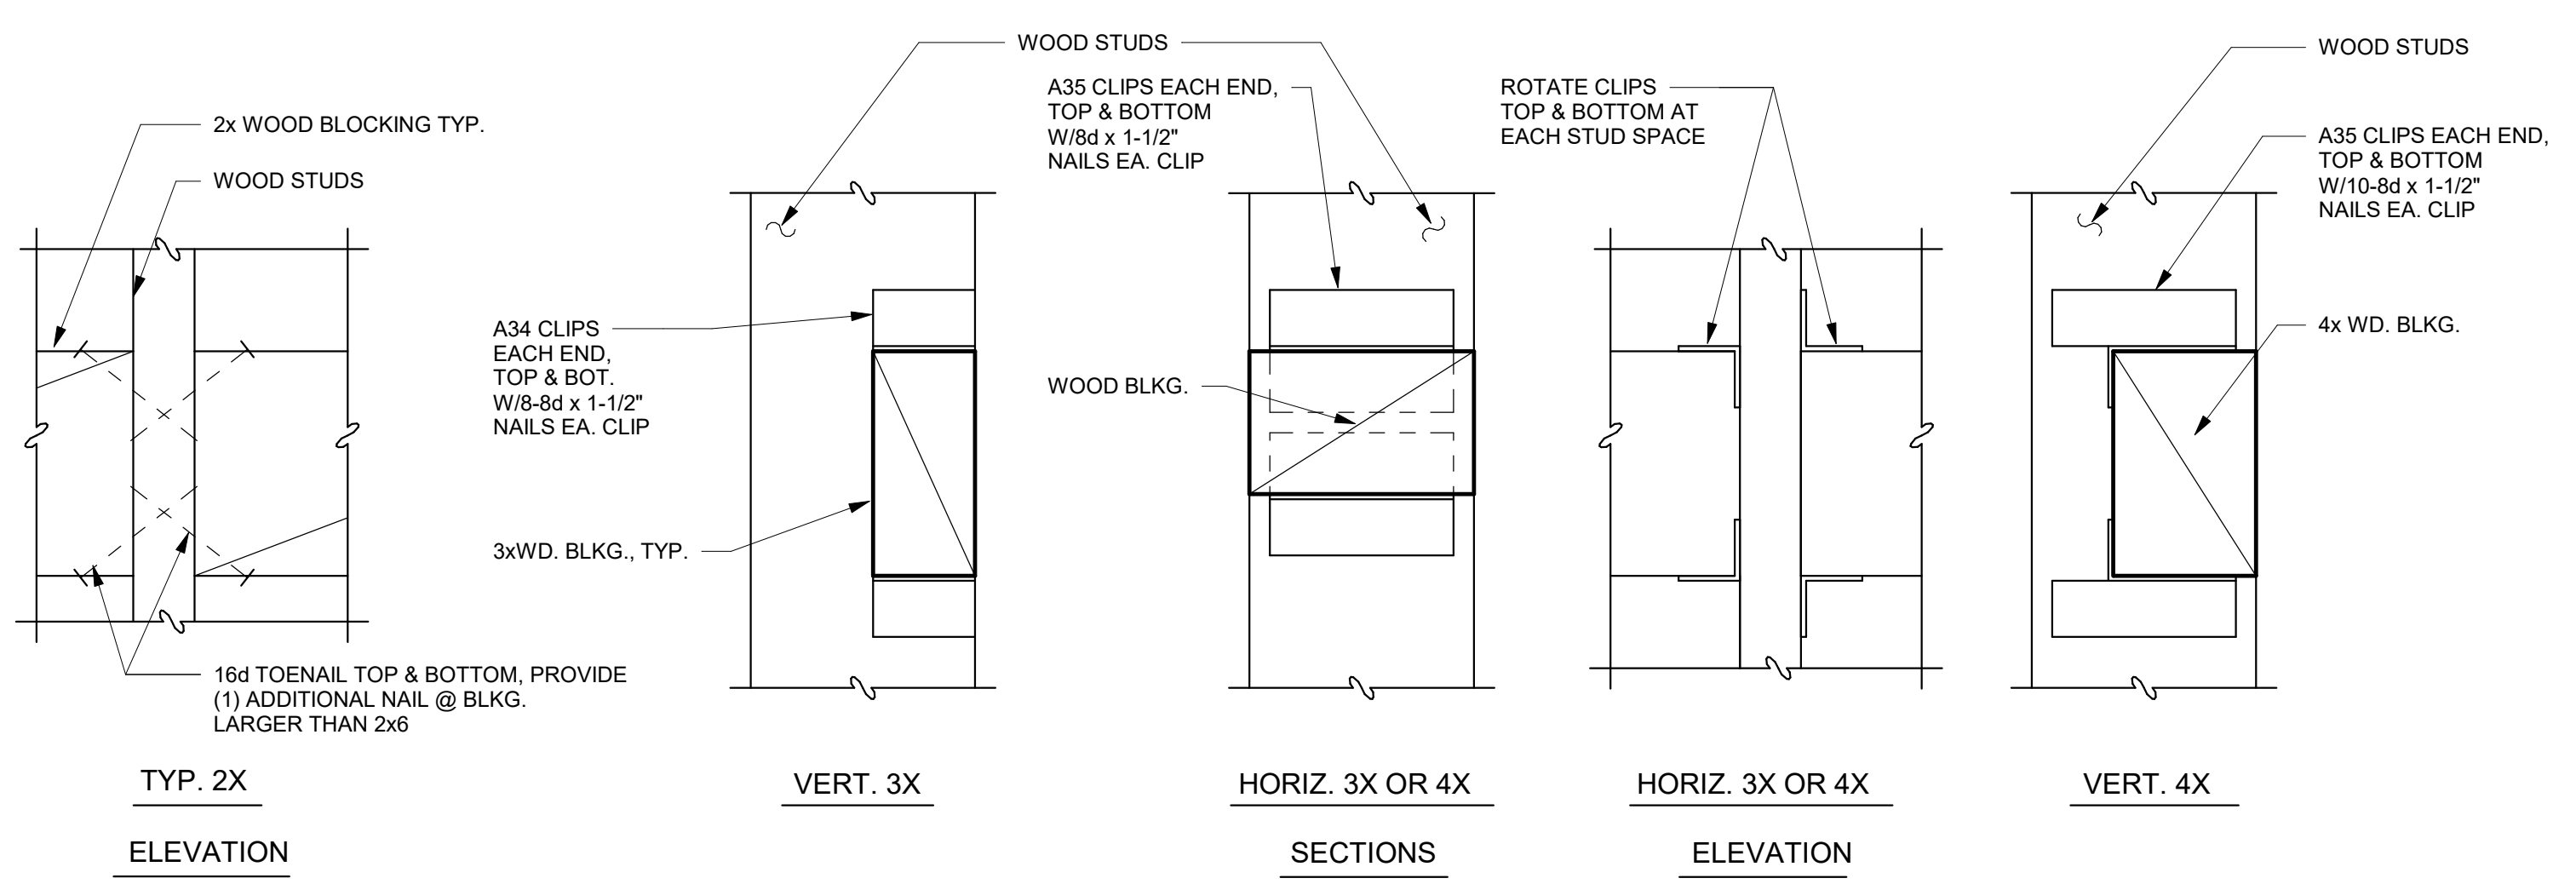 2x WOOD BLOCKING TYP.
WOOD STUDS
16d TOENAIL TOP & BOTTOM, PROVIDE
(1) ADDITIONAL NAIL @ BLKG.
LARGER THAN 2x6
TYP. 2X
ELEVATION
WOOD STUDS
A34 CLIPS
EACH END,
TOP & BOT.
W/8-8d x 1-1/2"
NAILS EA. CLIP
3xWD. BLKG., TYP.
VERT. 3X
A35 CLIPS EACH END,
TOP & BOTTOM
W/8d x 1-1/2"
NAILS EA. CLIP
WOOD BLKG.
HORIZ. 3X OR 4X
SECTIONS
ROTATE CLIPS
TOP & BOTTOM AT
EACH STUD SPACE
HORIZ. 3X OR 4X
ELEVATION
WOOD STUDS
A35 CLIPS EACH END,
TOP & BOTTOM
W/10-8d x 1-1/2"
NAILS EA. CLIP
4x WD. BLKG.
VERT. 4X